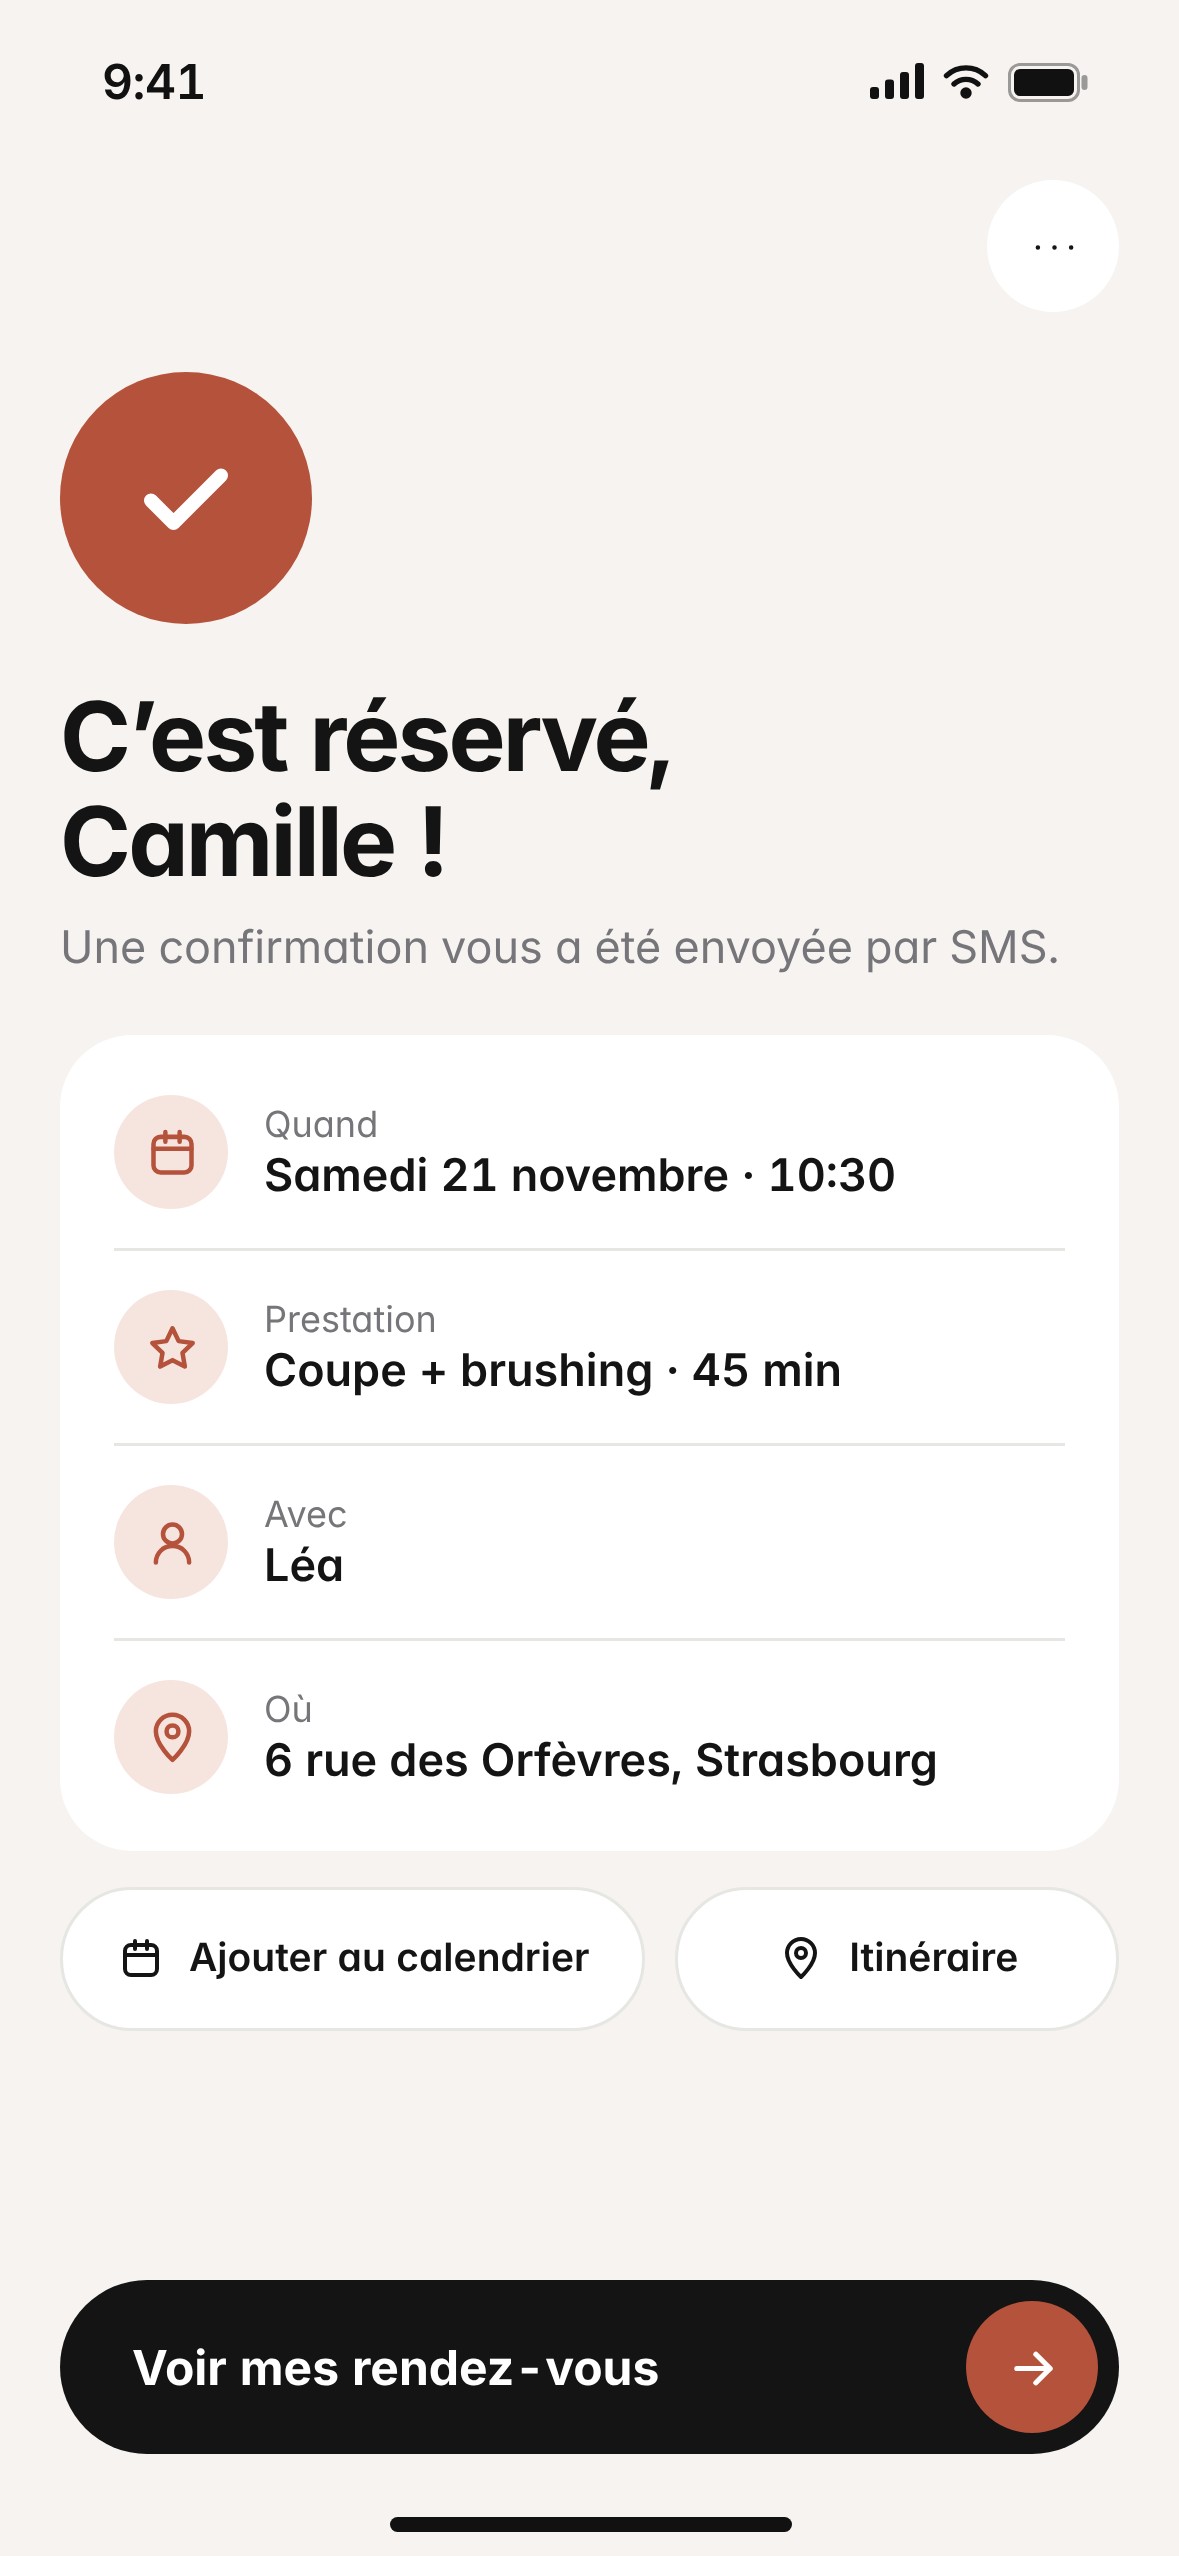 9:41
C’est réservé,
Camille !
Une confirmation vous a été envoyée par SMS.
Quand
Samedi 21 novembre · 10:30
Prestation
Coupe + brushing · 45 min
Avec
Léa
Où
6 rue des Orfèvres, Strasbourg
Ajouter au calendrier
Itinéraire
Voir mes rendez-vous